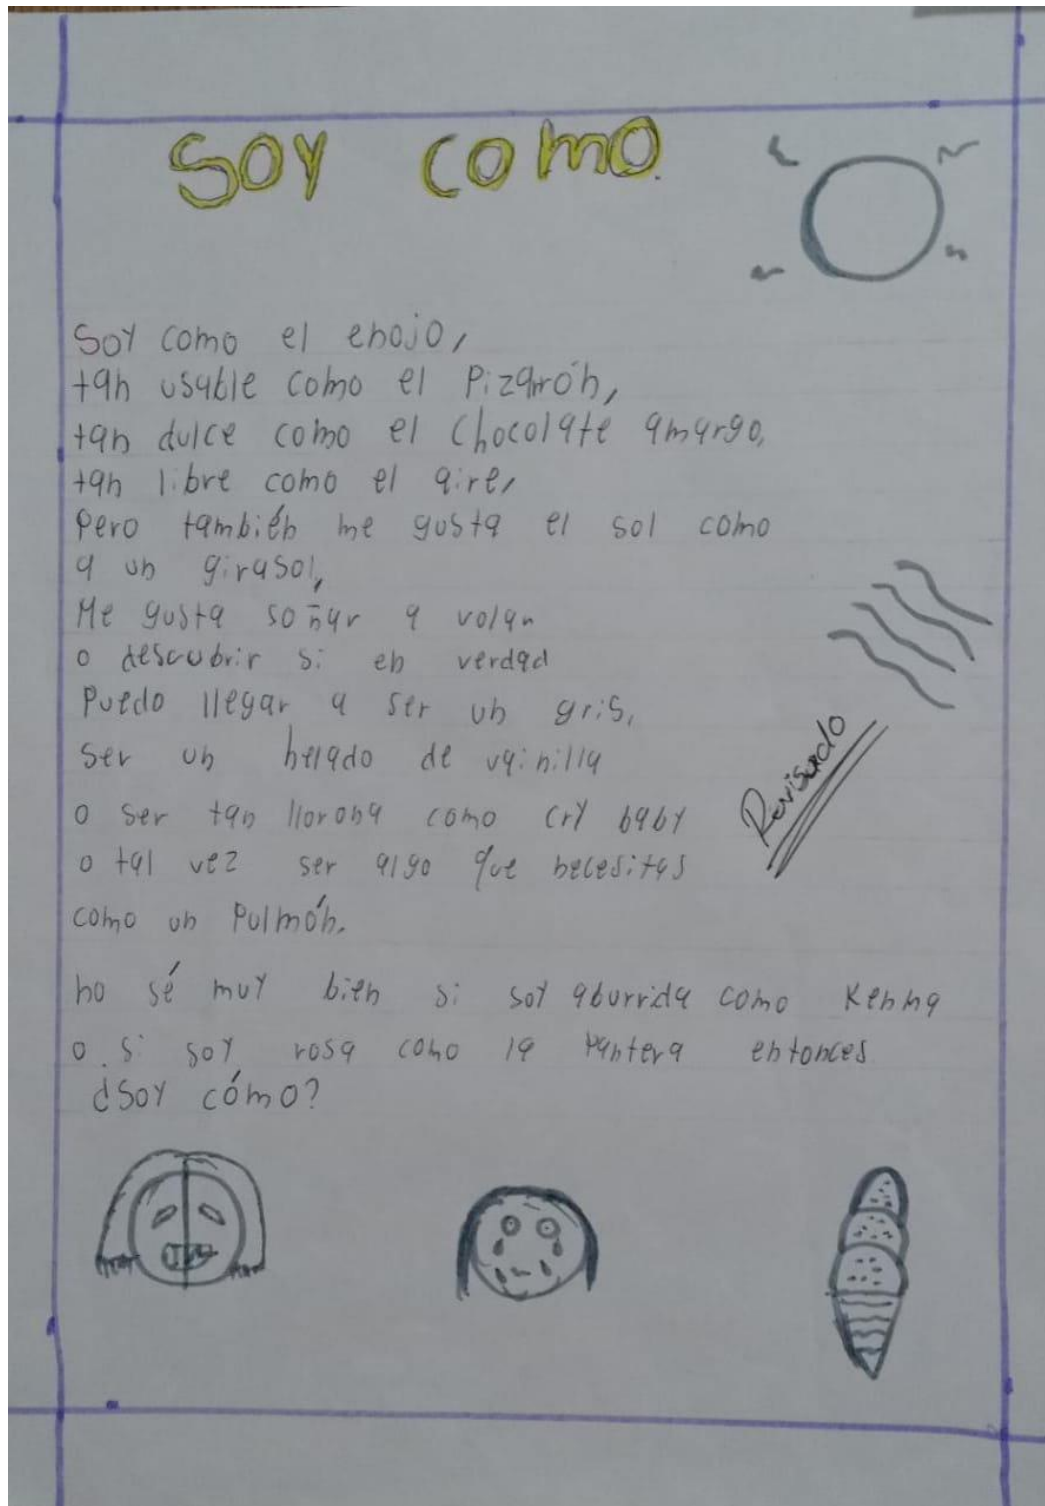 Soy como.
Soy como el enojo,
tan usable como el Pizarrón,
tan dulce como el Chocolate amargo,
tan libre como el aire,
Pero también me gusta el sol como
a un girasol,
Me gusta soñar a volar
o descubrir si en verdad
Puedo llegar a ser un gris,
ser un helado de vainilla
o ser tan llorona como cry baby
o tal vez ser algo que necesitas
como un Pulmón.
Revisado
no sé muy bien si soy aburrida como Kenma
o si soy rosa como la Pantera entonces
¿Soy cómo?